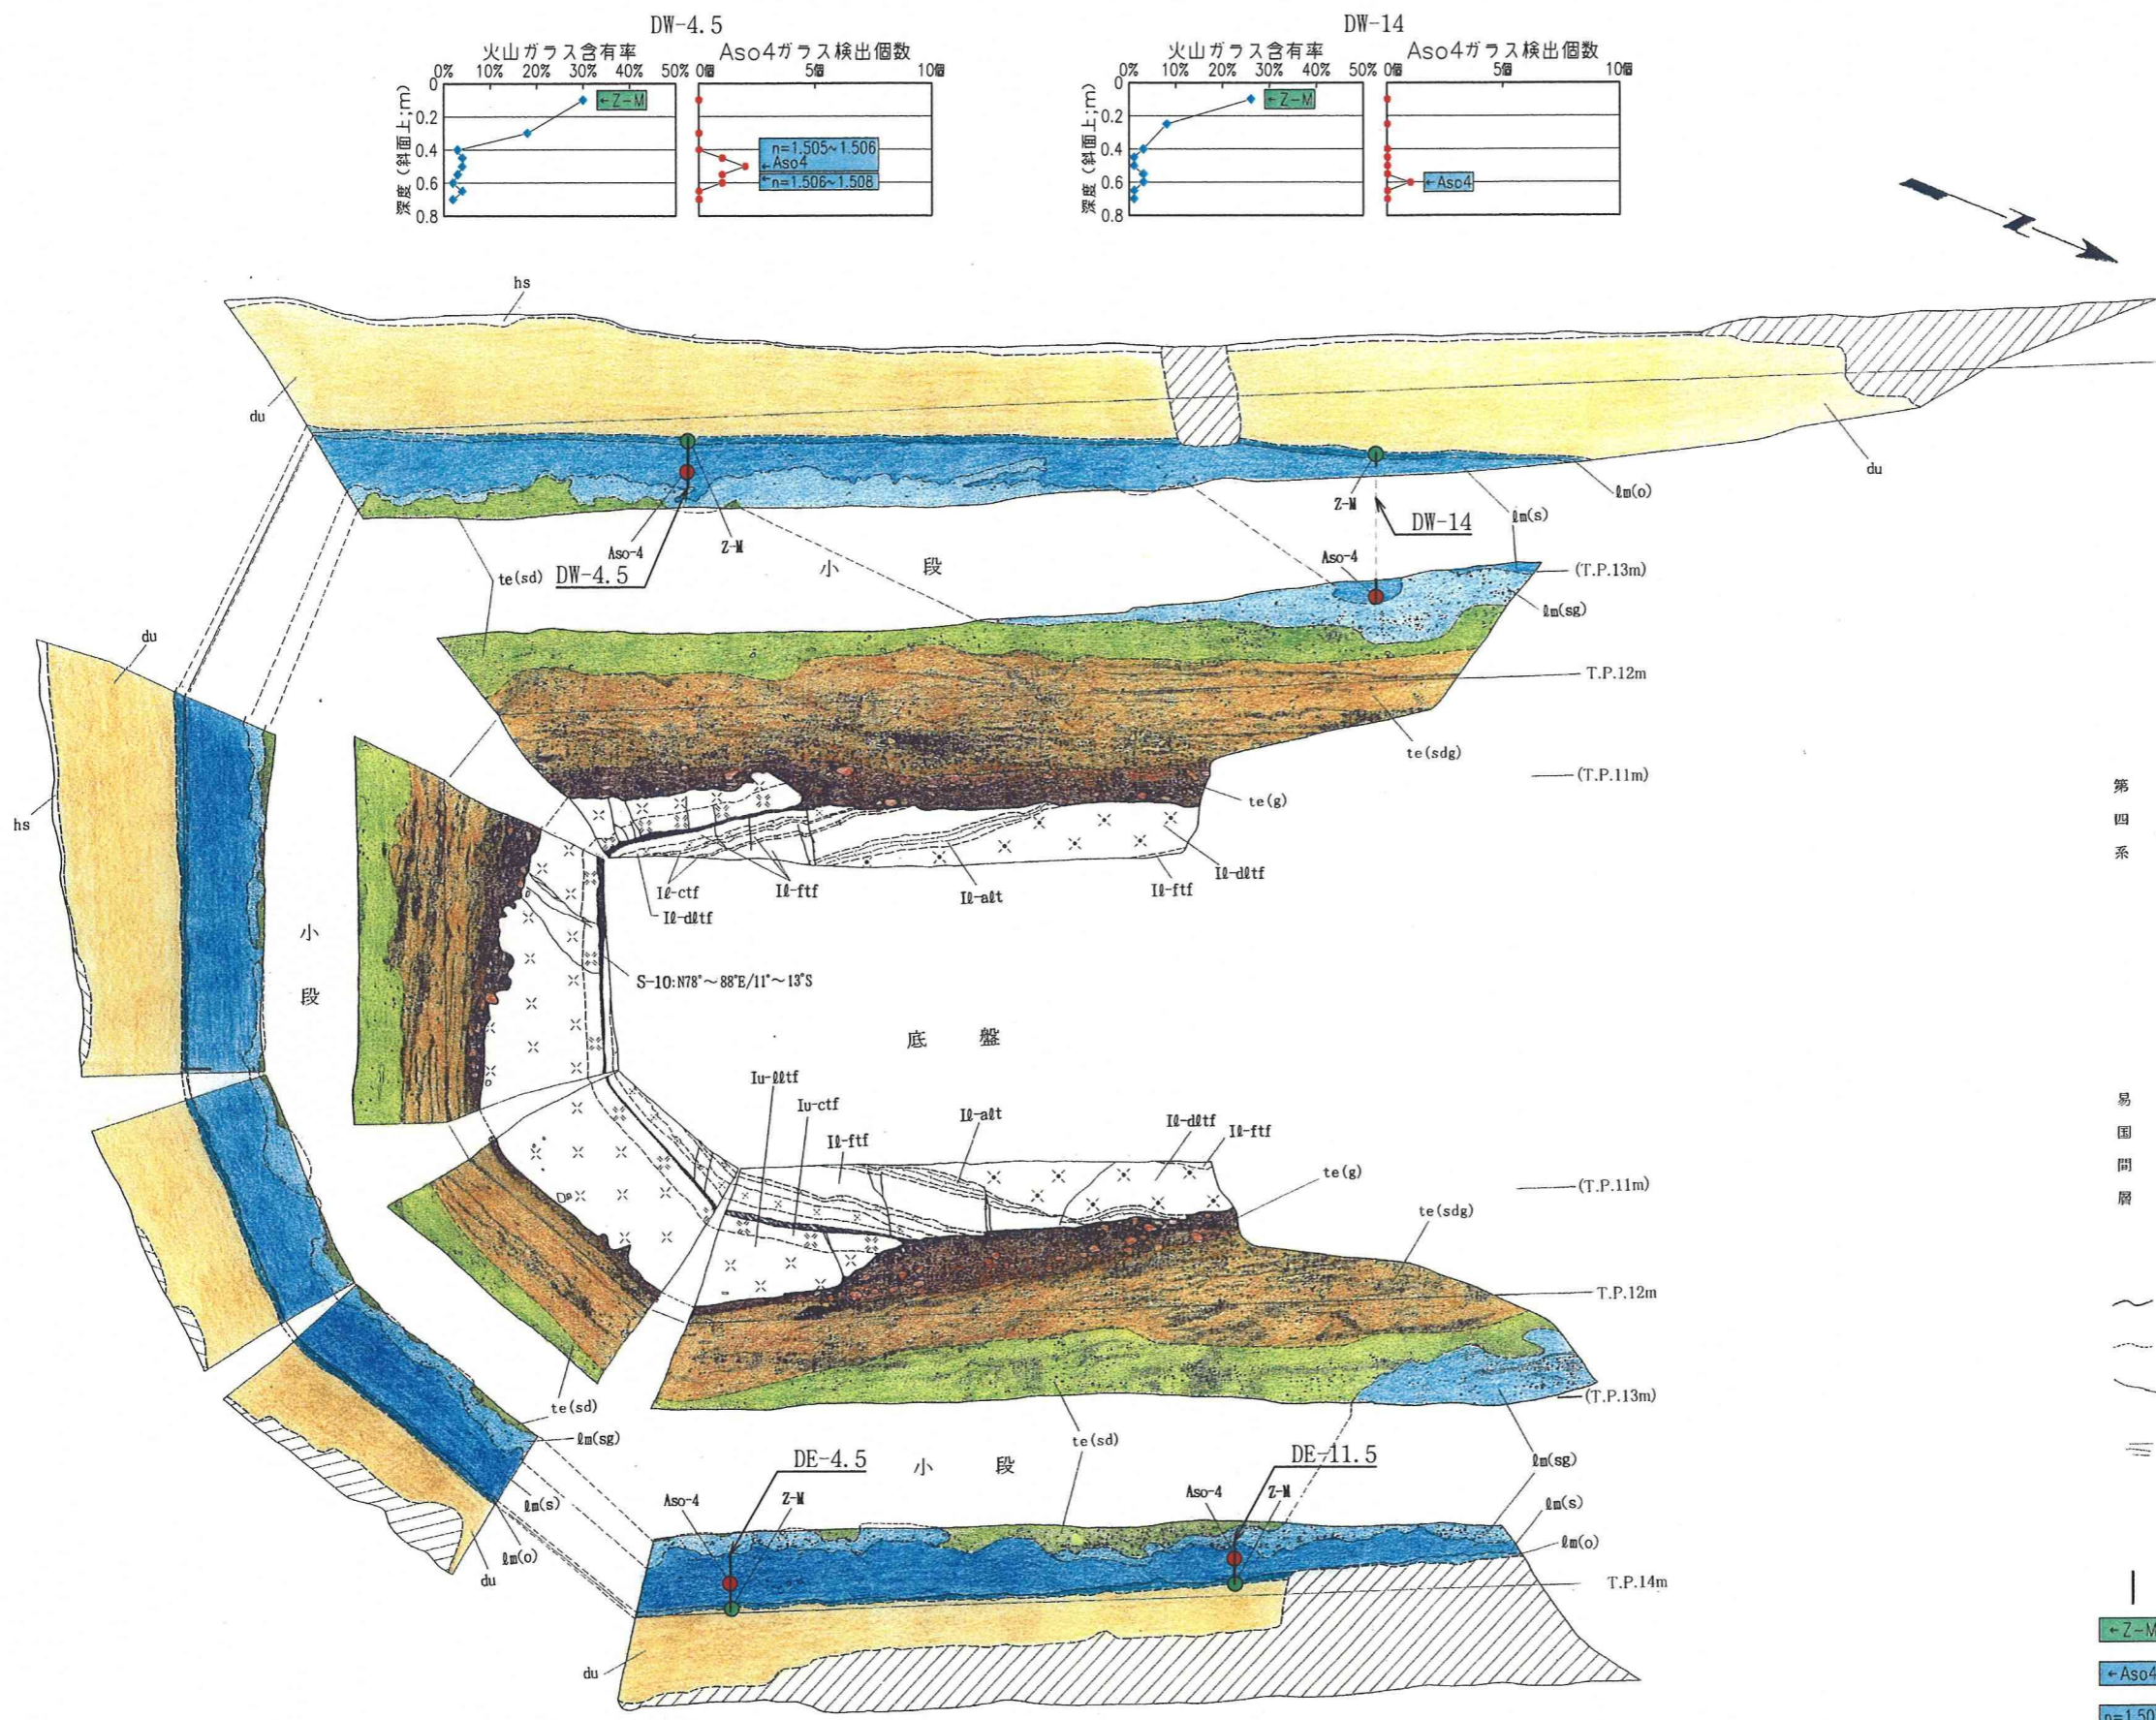 DW-4.5
火山ガラス含有率 Aso4ガラス検出個数
0% 10% 20% 30% 40% 50% 0個 5個 10個
深度(斜面上;m)
0
0.2
0.4
0.6
0.8
←Z-M
n=1.505~1.506
←Aso4
←n=1.506~1.508
DW-14
火山ガラス含有率 Aso4ガラス検出個数
0% 10% 20% 30% 40% 50% 0個 5個 10個
深度(斜面上;m)
0
0.2
0.4
0.6
0.8
←Z-M
←Aso4
N
hs
du
du
ℓm(o)
Z-M
ℓm(s)
DW-14
Aso-4
Z-M
te(sd)
DW-4.5
小段
Aso-4
(T.P.13m)
ℓm(sg)
du
T.P.12m
te(sdg)
(T.P.11m)
te(g)
hs
第四系
Iℓ-ctf
Iℓ-ftf
Iℓ-dℓtf
Iℓ-alt
Iℓ-ftf
Iℓ-dℓtf
小段
S-10:N78°～88°E/11°～13°S
底盤
Iu-ℓℓtf
Iu-ctf
Iℓ-ftf
Iℓ-alt
Iℓ-dℓtf
Iℓ-ftf
te(g)
(T.P.11m)
te(sdg)
易国間層
T.P.12m
(T.P.13m)
te(sd)
ℓm(sg)
ℓm(s)
ℓm(o)
du
te(sd)
DE-4.5
小段
DE-11.5
ℓm(sg)
Aso-4
Z-M
Aso-4
Z-M
ℓm(s)
ℓm(o)
T.P.14m
du
←Z-M
←Aso4